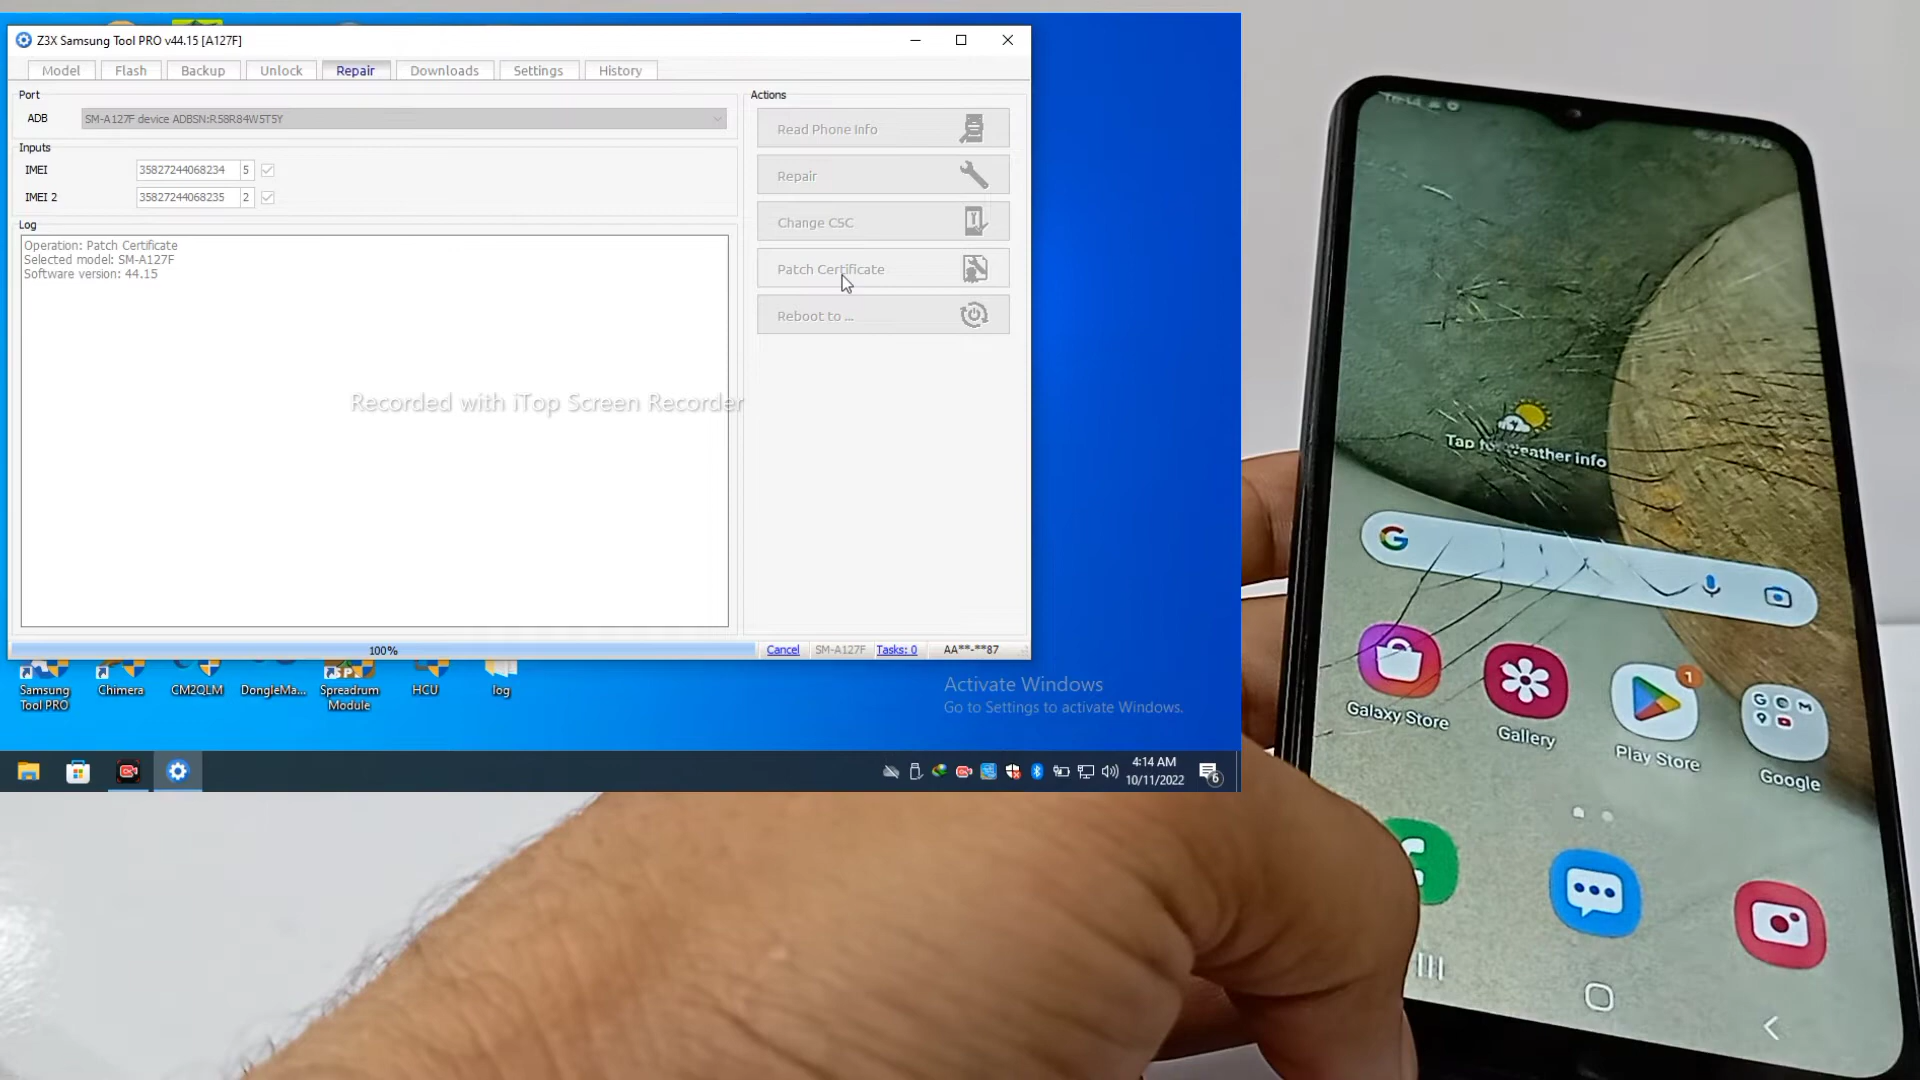 Z3X Samsung Tool PRO v44.15 [A127F]
Model Flash Backup Unlock Repair Downloads Settings History
Port
ADB SM-A127F device ADBSN:R58R84W5T5Y
Inputs
IMEI 35827244068234 5
IMEI 2 35827244068235 2
Log
Operation: Patch Certificate
Selected model: SM-A127F
Software version: 44.15
Actions
Read Phone Info
Repair
Change CSC
Patch Certificate
Reboot to ...
Recorded with iTop Screen Recorder
100% Cancel SM-A127F Tasks: 0 AA**-**87
Samsung Tool PRO
Chimera
CM2QLM
DongleMa...
Spreadrum Module
HCU
log
Activate Windows
Go to Settings to activate Windows.
4:14 AM
10/11/2022
6
Tap for weather info
Galaxy Store
Gallery
1
Play Store
Google